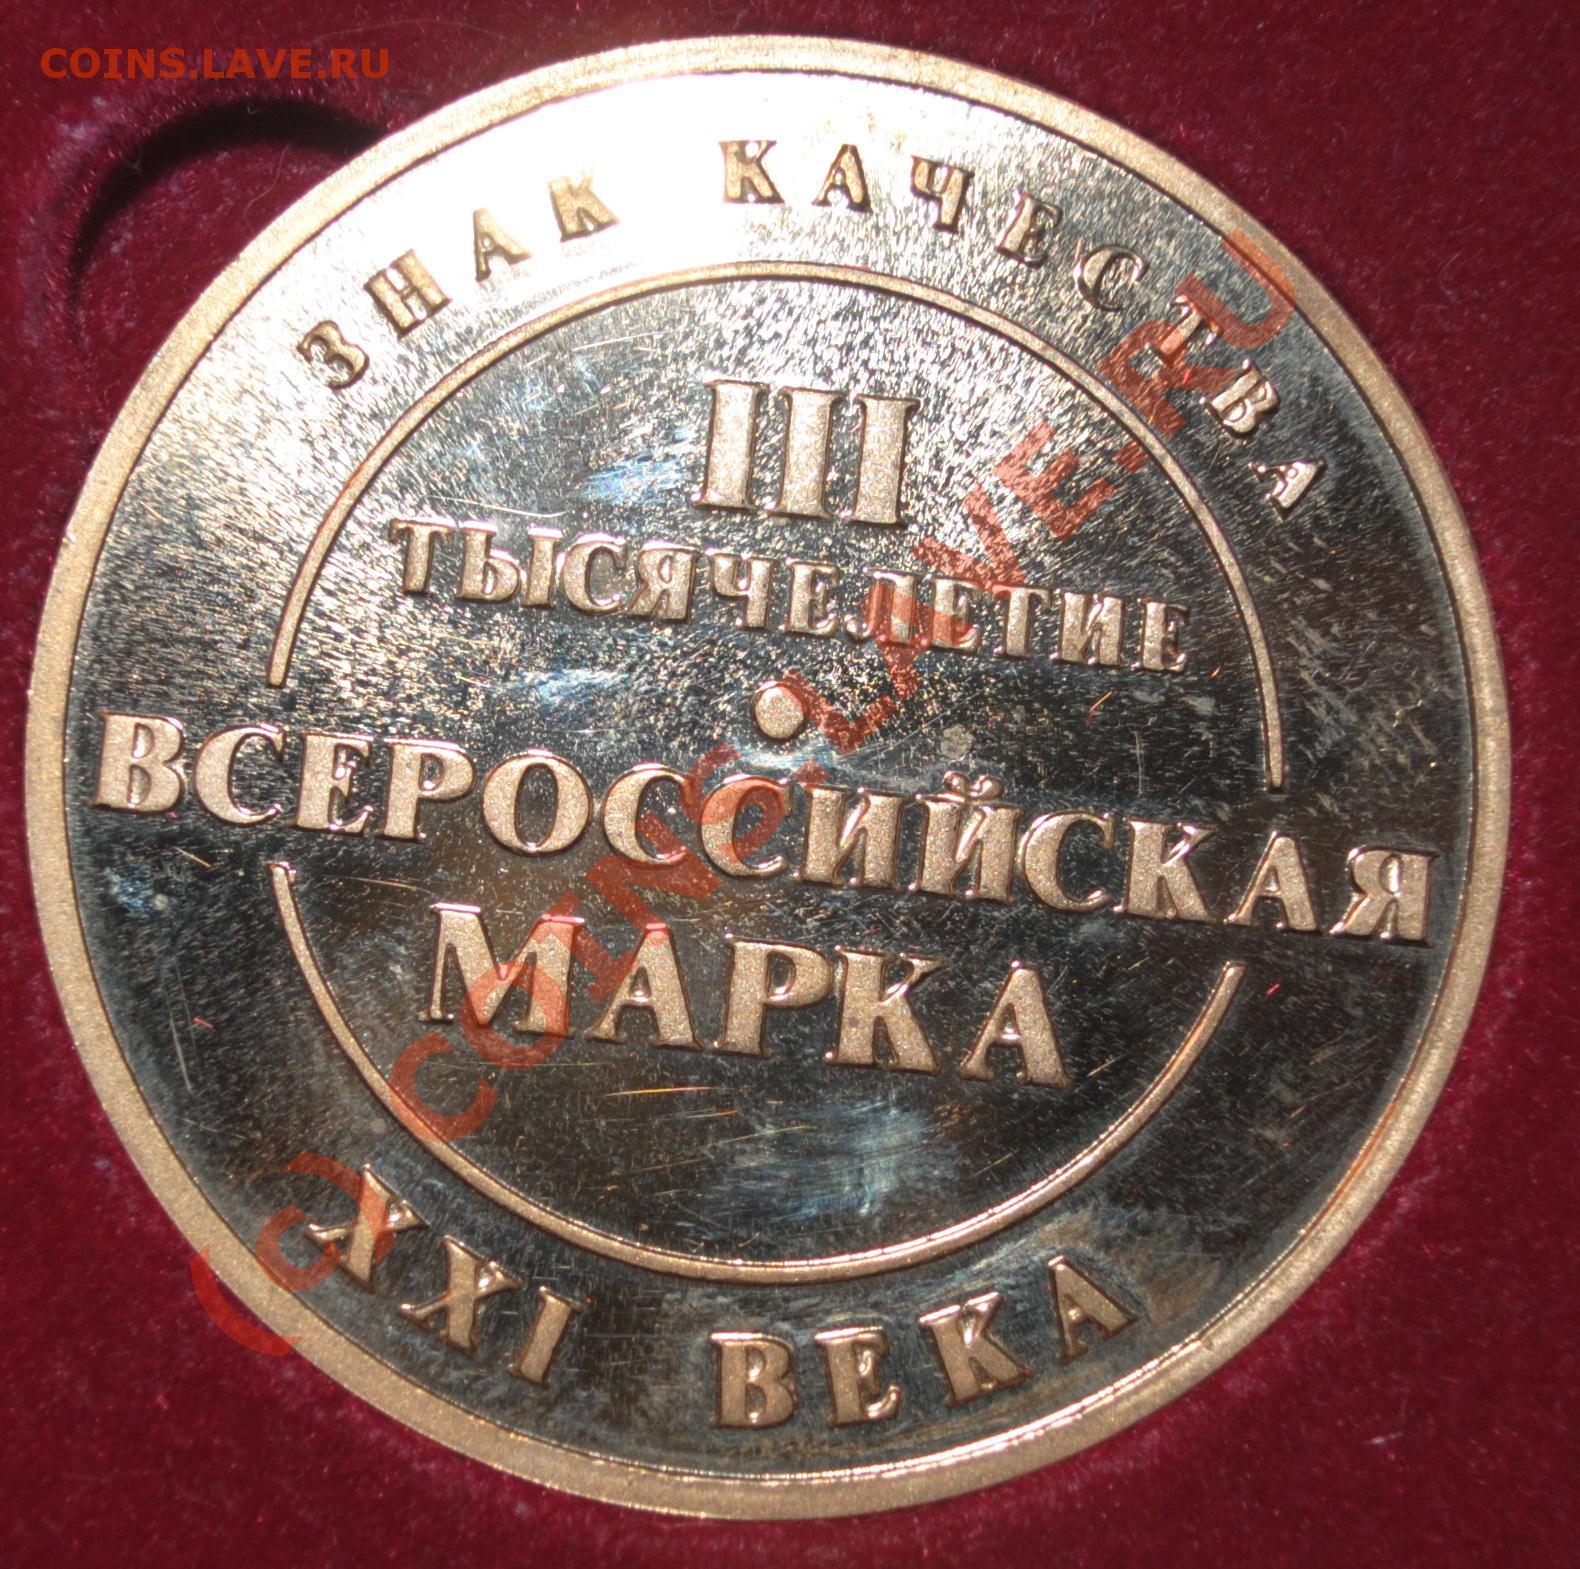 COINS.LAVE.RU
ЗНАК КАЧЕСТВА
III
ТЫСЯЧЕЛЕТИЕ
ВСЕРОССИЙСКАЯ
МАРКА
XXI ВЕКА
COINS.LAVE.RU